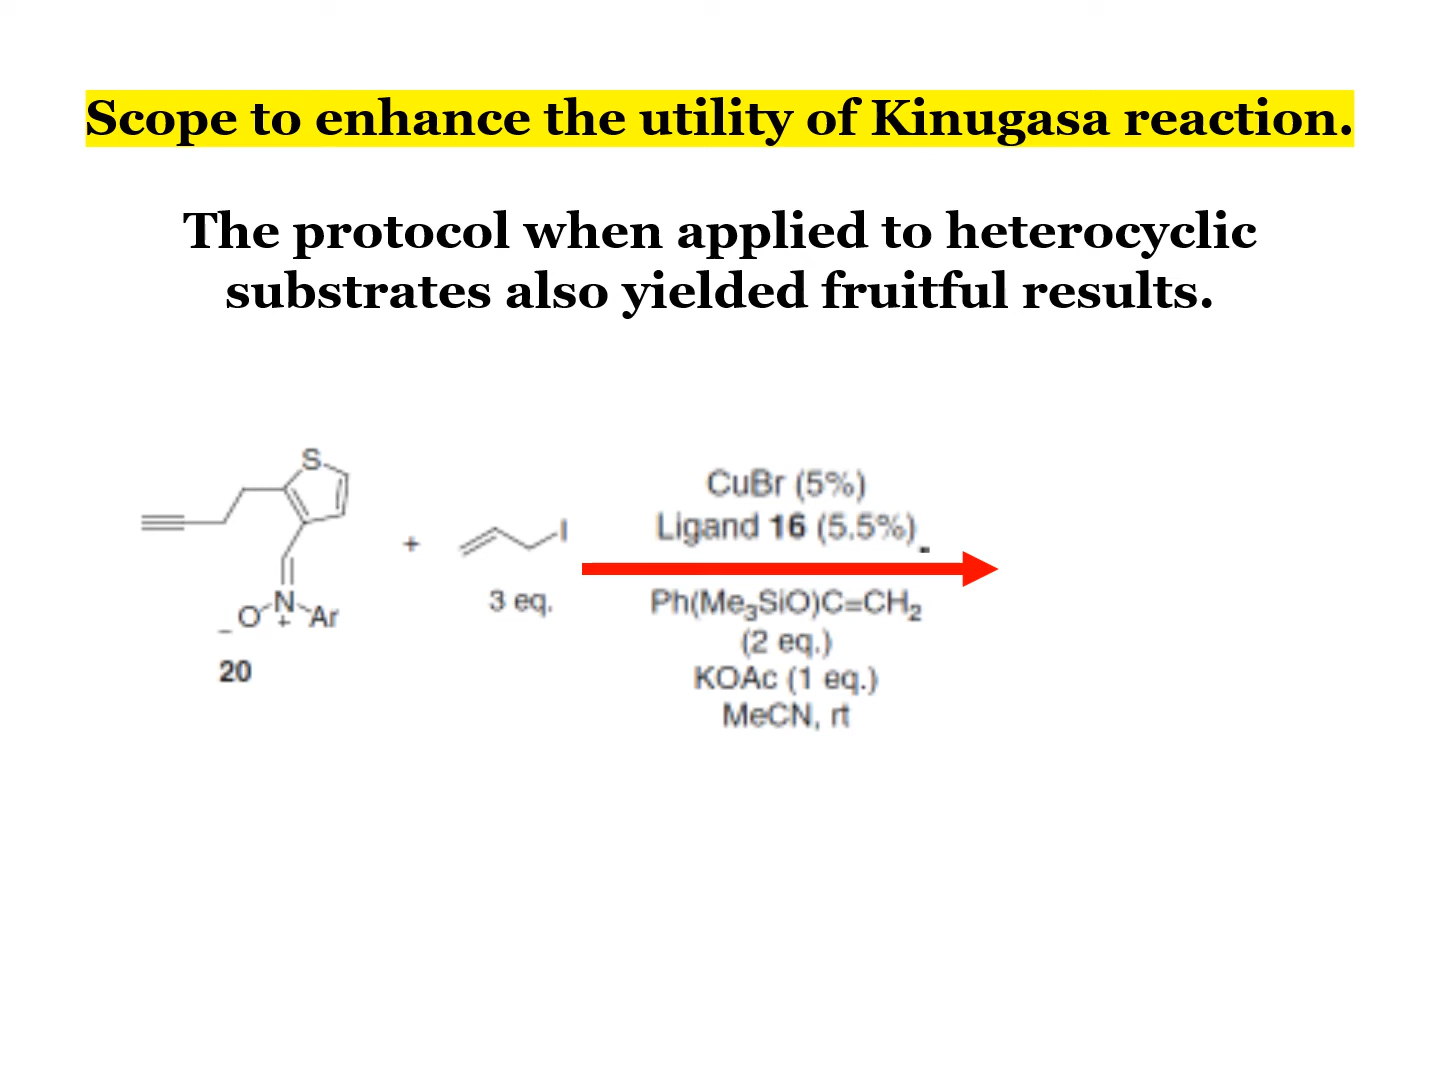 Scope to enhance the utility of Kinugasa reaction.
The protocol when applied to heterocyclic
substrates also yielded fruitful results.
S
O N Ar
− +
20
+
I
3 eq.
CuBr (5%)
Ligand 16 (5.5%)
Ph(Me₃SiO)C=CH₂
(2 eq.)
KOAc (1 eq.)
MeCN, rt